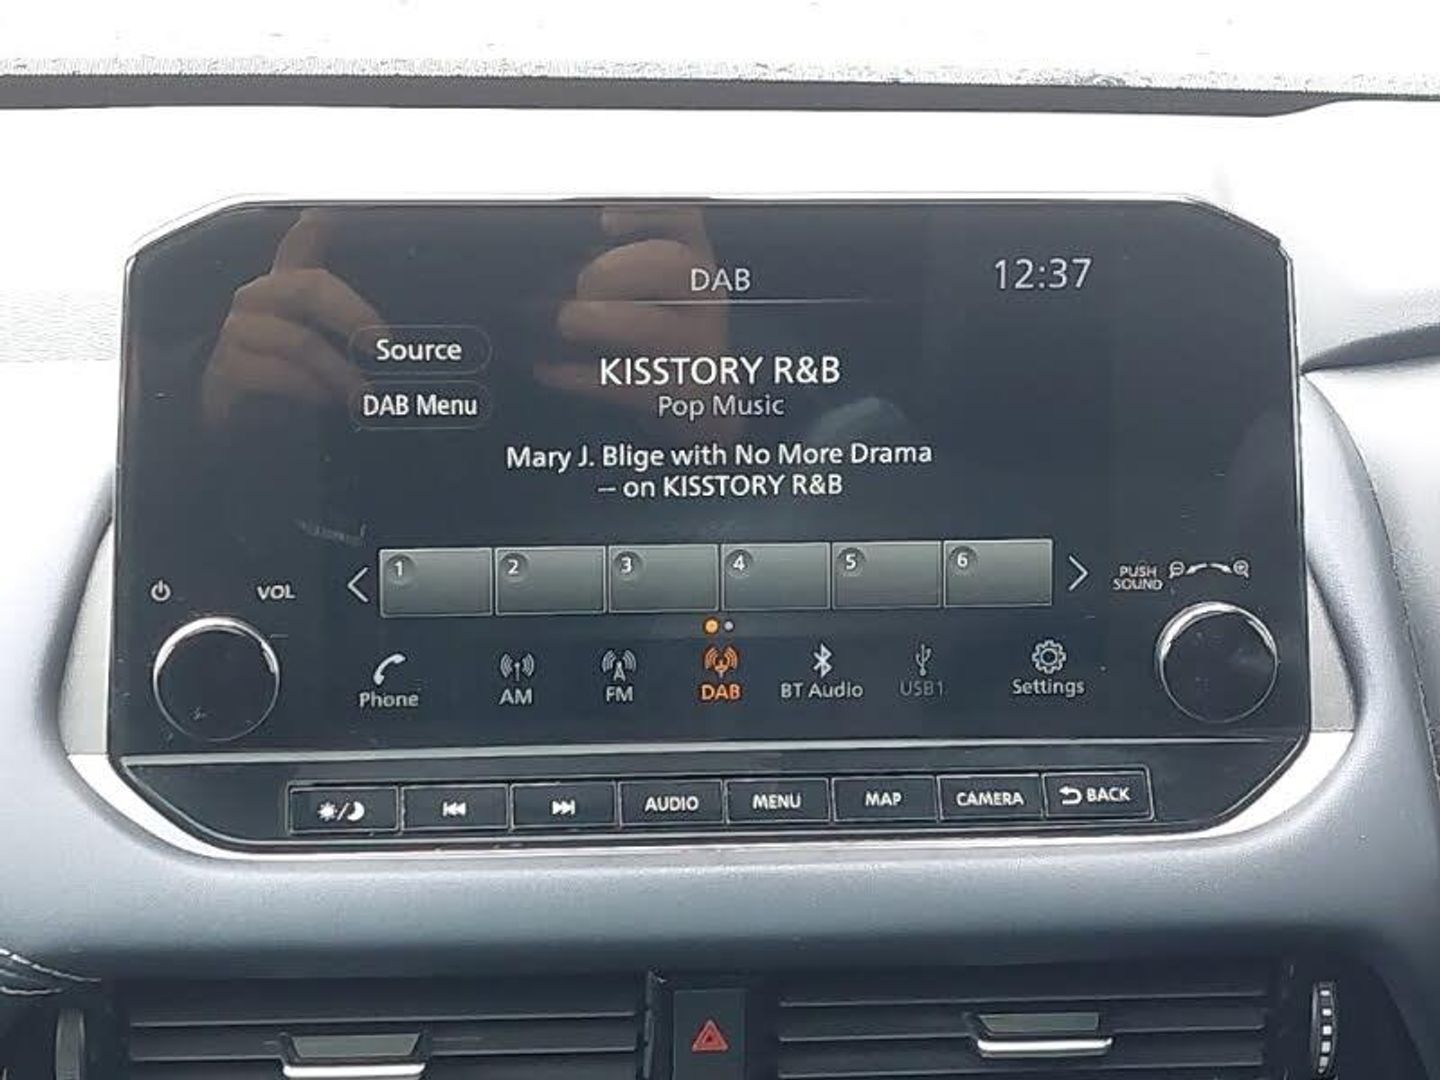 DAB
12:37
Source
KISSTORY R&B
DAB Menu
Pop Music
Mary J. Blige with No More Drama
– on KISSTORY R&B
1 2 3 4 5 6
VOL
PUSH
SOUND
Phone AM FM DAB BT Audio USB1 Settings
AUDIO MENU MAP CAMERA BACK